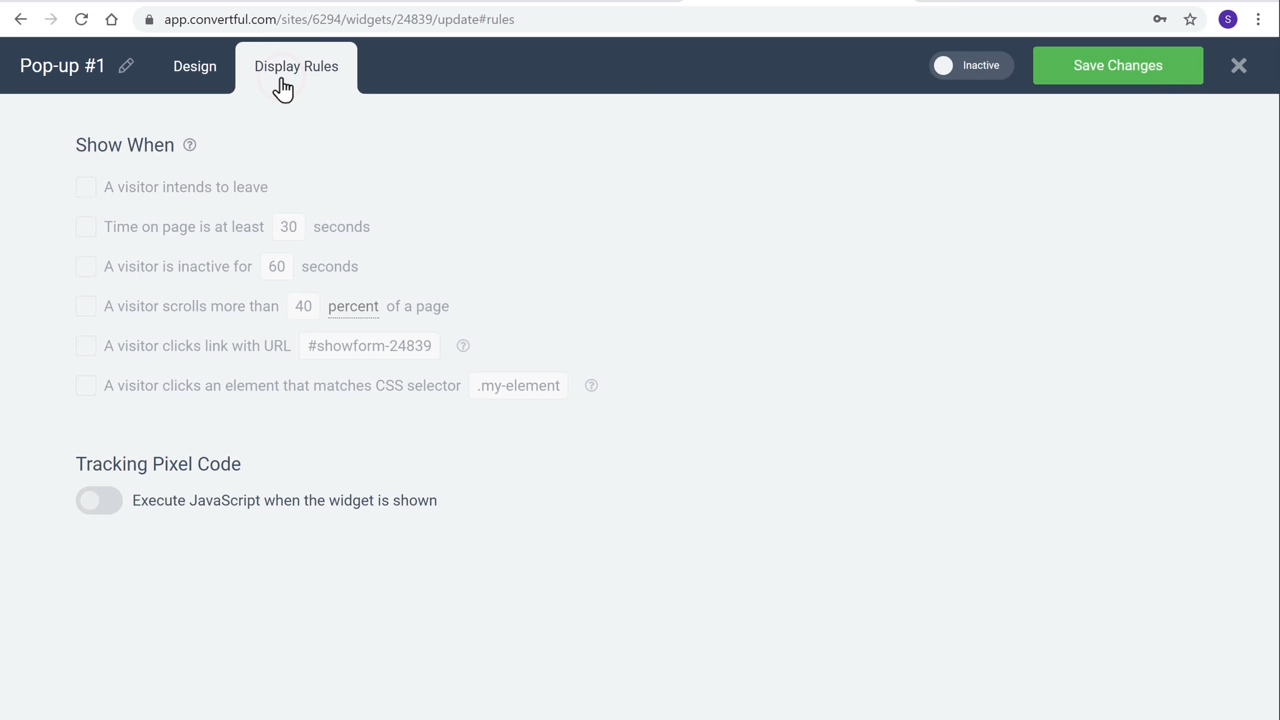 app.convertful.com/sites/6294/widgets/24839/update#rules
S
Pop-up #1
Design
Display Rules
Inactive
Save Changes
Show When ?
A visitor intends to leave
Time on page is at least 30 seconds
A visitor is inactive for 60 seconds
A visitor scrolls more than 40 percent of a page
A visitor clicks link with URL #showform-24839 ?
A visitor clicks an element that matches CSS selector .my-element ?
Tracking Pixel Code
Execute JavaScript when the widget is shown